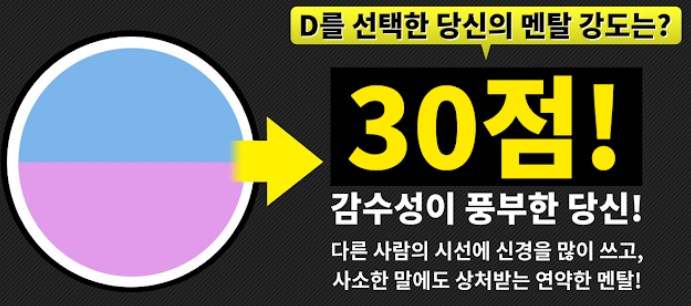 D를 선택한 당신의 멘탈 강도는?
30점!
감수성이 풍부한 당신!
다른 사람의 시선에 신경을 많이 쓰고,
사소한 말에도 상처받는 연약한 멘탈!